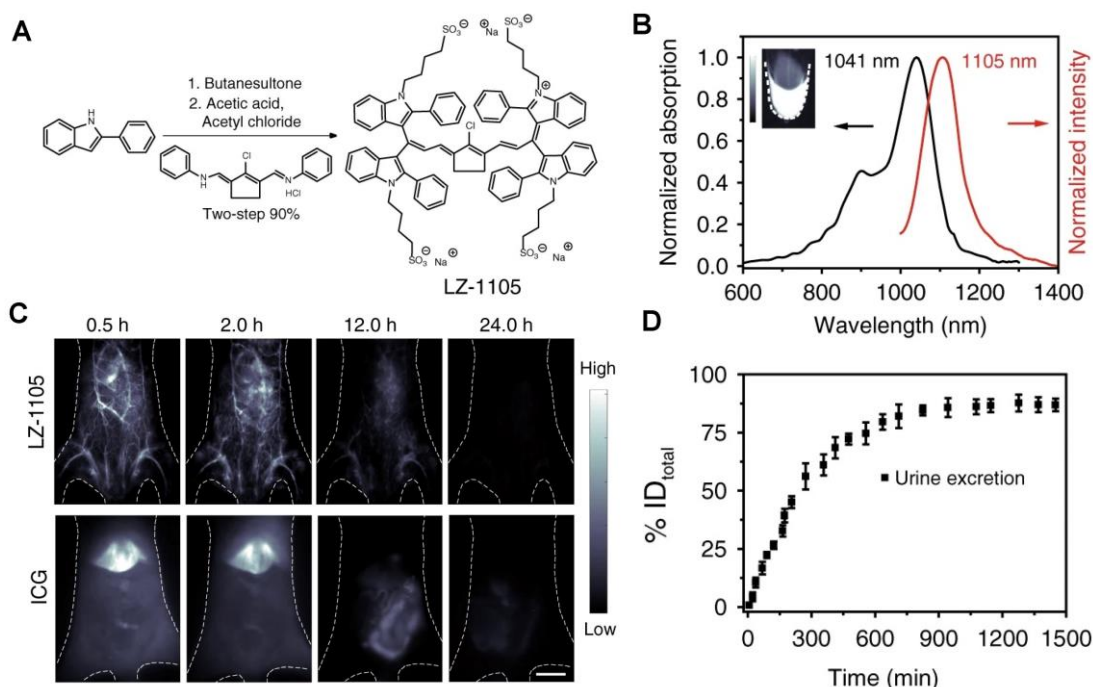 A
1. Butanesultone
2. Acetic acid,
Acetyl chloride
Two-step 90%
H
N
Cl
N
H
N
HCl
SO₃⊖
Na⊕
SO₃⊖
N
N⊕
Cl
N
N
SO₃⊖ Na⊕
SO₃⊖ Na⊕
LZ-1105
B
1041 nm
1105 nm
Normalized absorption
1.0
0.8
0.6
0.4
0.2
0.0
Normalized intensity
600 800 1000 1200 1400
Wavelength (nm)
C
0.5 h 2.0 h 12.0 h 24.0 h
LZ-1105
ICG
High
Low
D
% ID total
100
75
50
25
0
Urine excretion
0 300 600 900 1200 1500
Time (min)